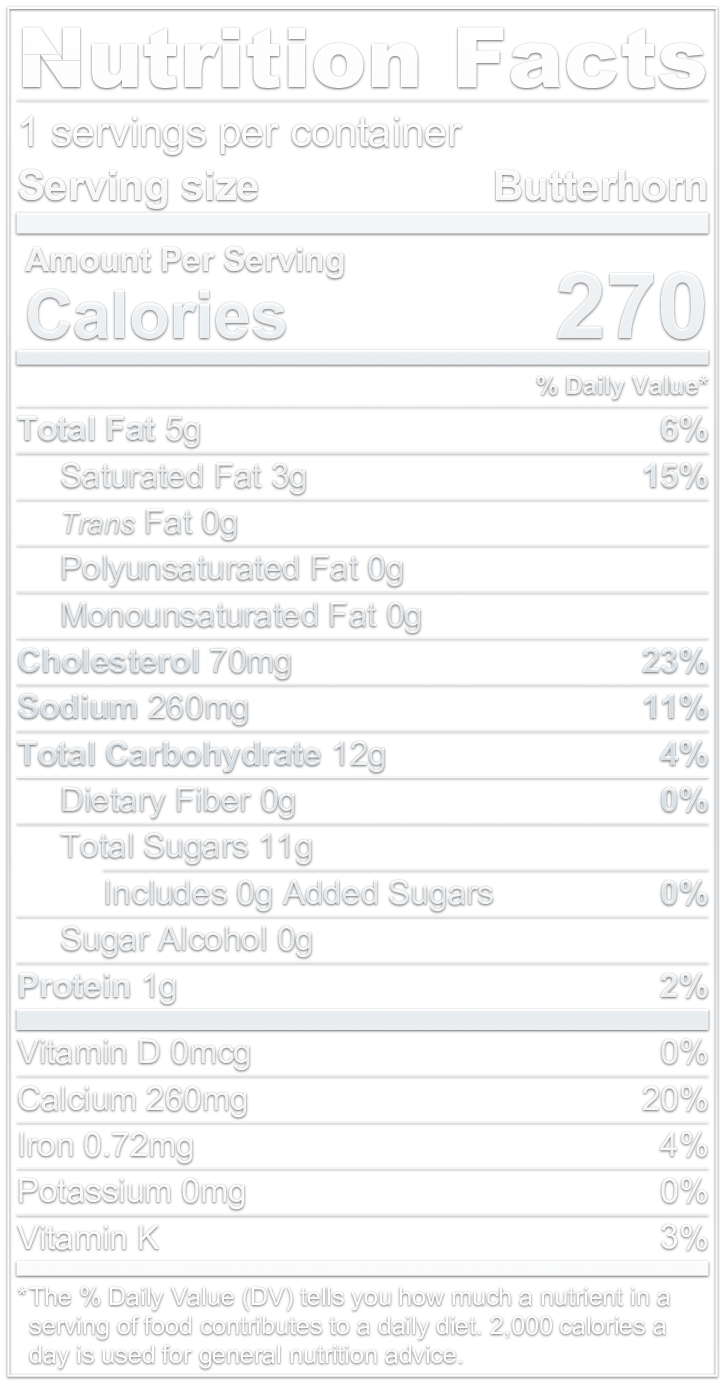 Nutrition Facts
1 servings per container
Serving size Butterhorn
Amount Per Serving
Calories 270
% Daily Value*
Total Fat 5g 6%
Saturated Fat 3g 15%
Trans Fat 0g
Polyunsaturated Fat 0g
Monounsaturated Fat 0g
Cholesterol 70mg 23%
Sodium 260mg 11%
Total Carbohydrate 12g 4%
Dietary Fiber 0g 0%
Total Sugars 11g
Includes 0g Added Sugars 0%
Sugar Alcohol 0g
Protein 1g 2%
Vitamin D 0mcg 0%
Calcium 260mg 20%
Iron 0.72mg 4%
Potassium 0mg 0%
Vitamin K 3%
*The % Daily Value (DV) tells you how much a nutrient in a
serving of food contributes to a daily diet. 2,000 calories a
day is used for general nutrition advice.